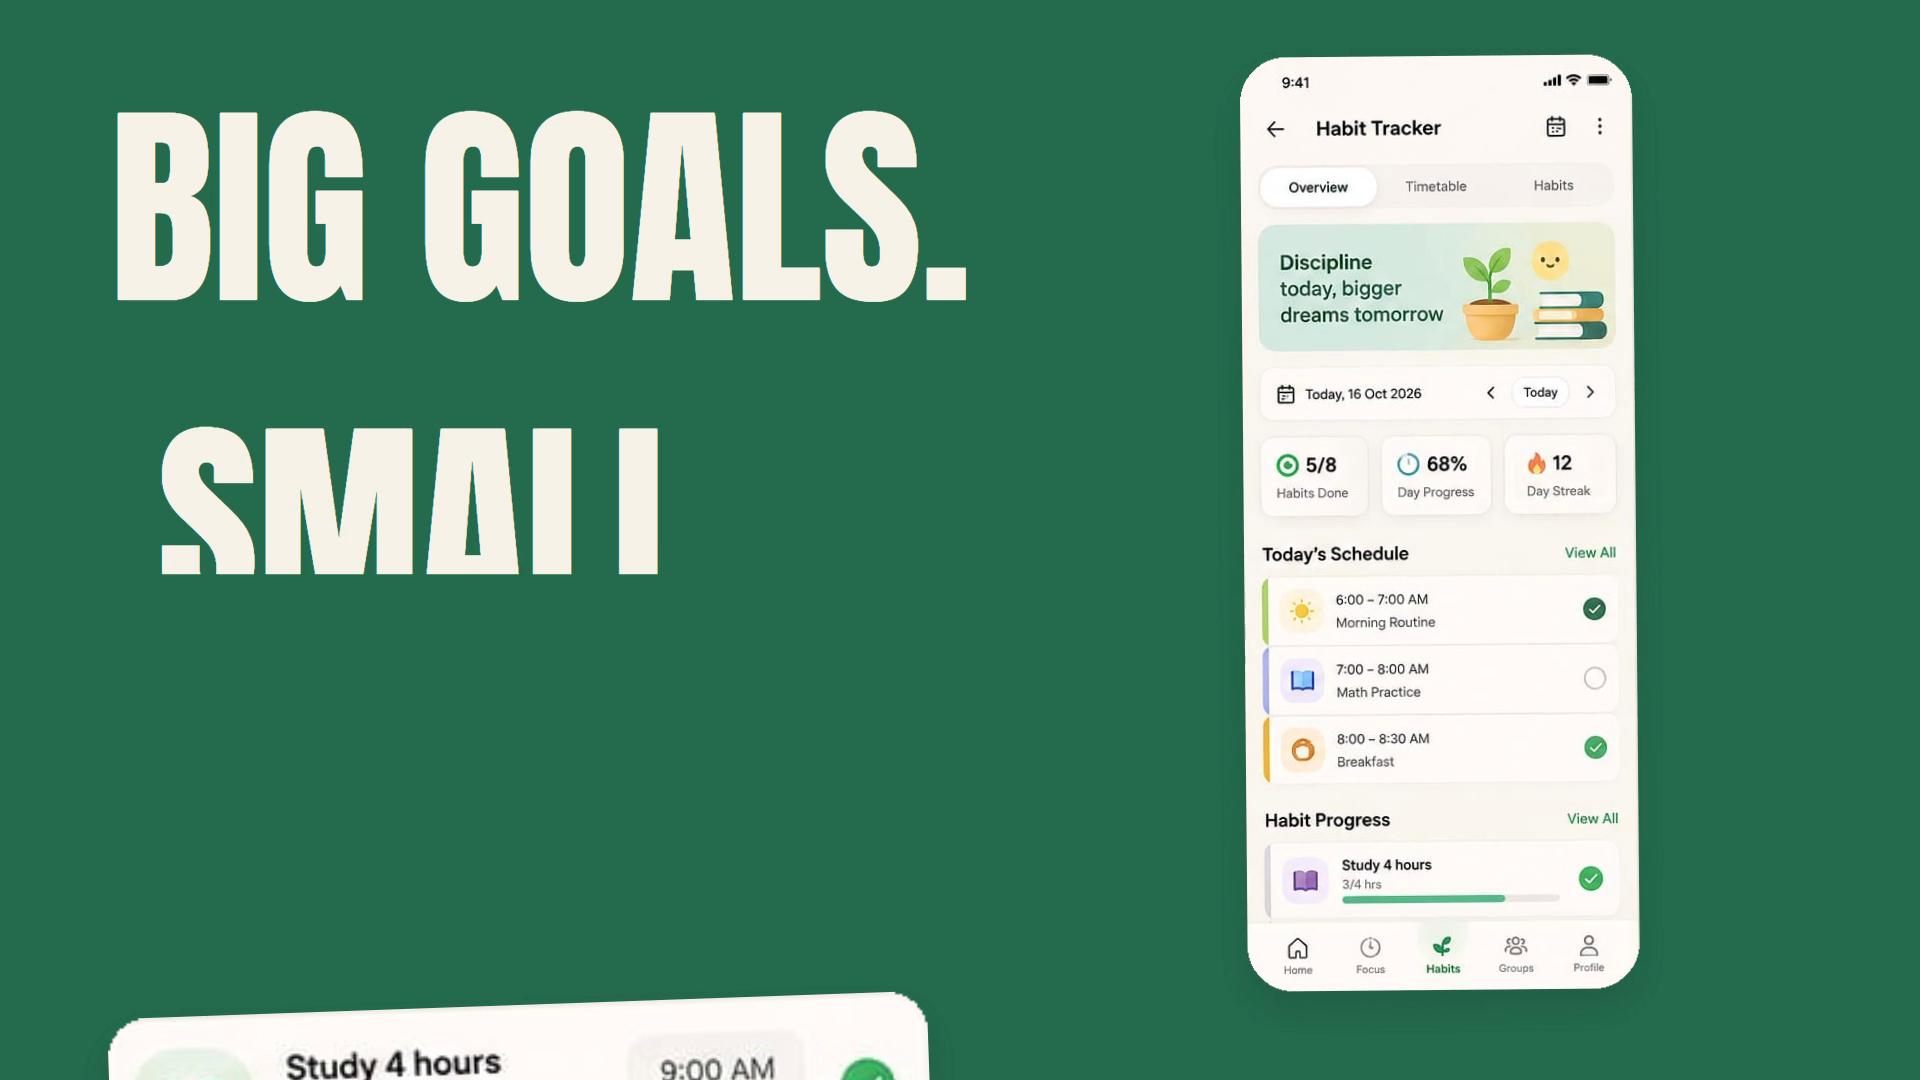 BIG GOALS.
SMALL
Study 4 hours
9:00 AM
9:41
Habit Tracker
Overview
Timetable
Habits
Discipline
today, bigger
dreams tomorrow
Today, 16 Oct 2026
Today
5/8
Habits Done
68%
Day Progress
12
Day Streak
Today's Schedule
View All
6:00 – 7:00 AM
Morning Routine
7:00 – 8:00 AM
Math Practice
8:00 – 8:30 AM
Breakfast
Habit Progress
View All
Study 4 hours
3/4 hrs
Home
Focus
Habits
Groups
Profile